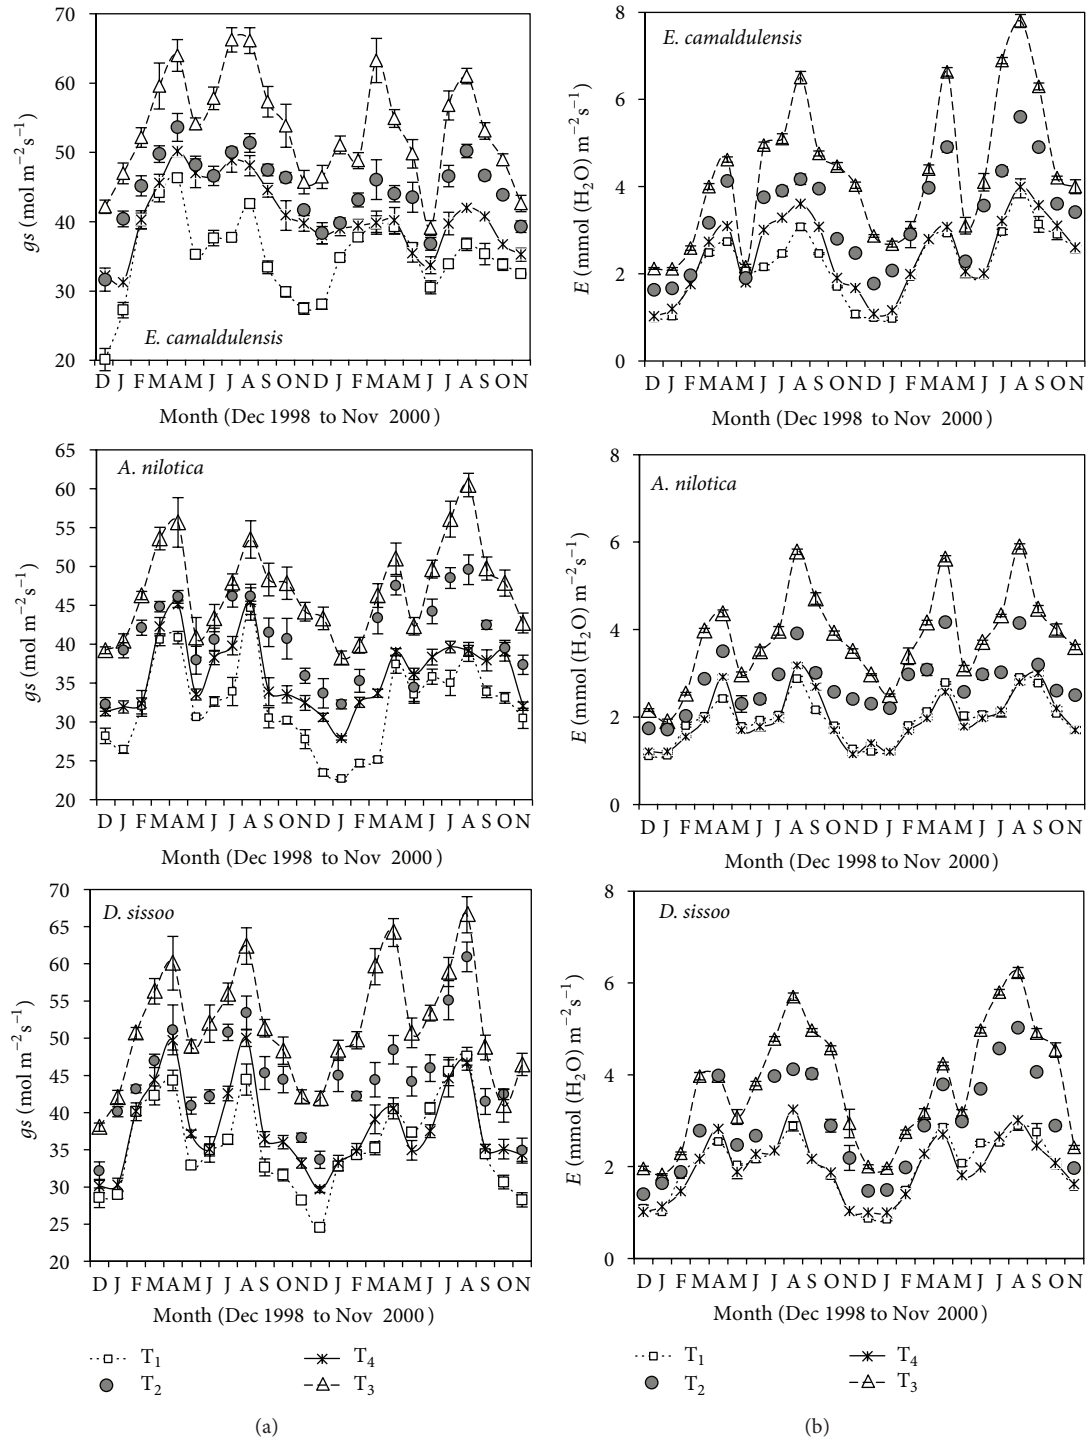 70
60
50
40
30
20
gs (mol m−2 s−1)
E. camaldulensis
D J F M A M J J A S O N D J F M A M J J A S O N
Month (Dec 1998 to Nov 2000)
8
6
4
2
0
E (mmol (H2O) m−2 s−1)
E. camaldulensis
D J F M A M J J A S O N D J F M A M J J A S O N
Month (Dec 1998 to Nov 2000)
65
60
55
50
45
40
35
30
25
20
gs (mol m−2 s−1)
A. nilotica
D J F M A M J J A S O N D J F M A M J J A S O N
Month (Dec 1998 to Nov 2000)
8
6
4
2
0
E (mmol (H2O) m−2 s−1)
A. nilotica
D J F M A M J J A S O N D J F M A M J J A S O N
Month (Dec 1998 to Nov 2000)
70
65
60
55
50
45
40
35
30
25
20
gs (mol m−2 s−1)
D. sissoo
D J F M A M J J A S O N D J F M A M J J A S O N
Month (Dec 1998 to Nov 2000)
T1
T4
T2
T3
(a)
8
6
4
2
0
E (mmol (H2O) m−2 s−1)
D. sissoo
D J F M A M J J A S O N D J F M A M J J A S O N
Month (Dec 1998 to Nov 2000)
T1
T4
T2
T3
(b)